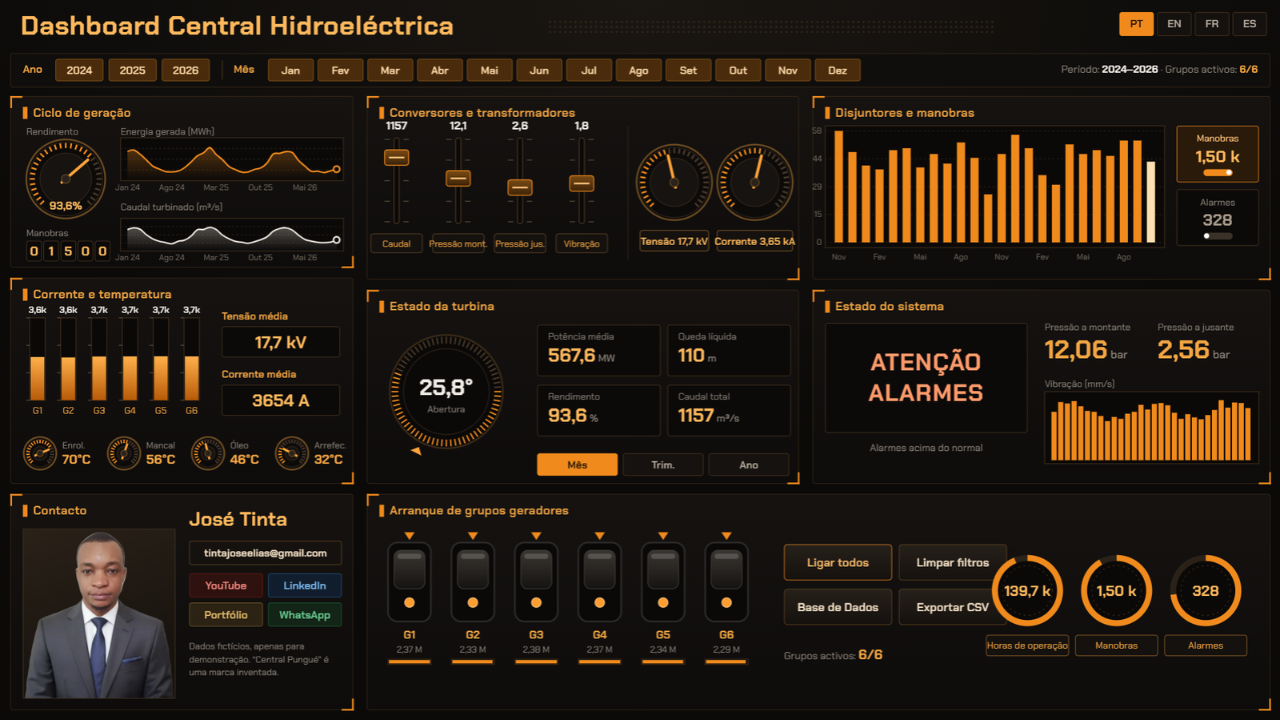 Dashboard Central Hidroeléctrica
PT EN FR ES
Ano 2024 2025 2026 Mês Jan Fev Mar Abr Mai Jun Jul Ago Set Out Nov Dez
Período: 2024–2026 · Grupos activos: 6/6
Ciclo de geração
Rendimento
93,6%
Manobras
0 1 5 0 0
Energia gerada (MWh)
Jan 24 Ago 24 Mar 25 Out 25 Mai 26
Caudal turbinado (m³/s)
Jan 24 Ago 24 Mar 25 Out 25 Mai 26
Conversores e transformadores
1157 12,1 2,6 1,8
Caudal Pressão mont. Pressão jus. Vibração
Tensão 17,7 kV Corrente 3,65 kA
Disjuntores e manobras
58
44
29
15
0
Nov Fev Mai Ago Nov Fev Mai Ago
Manobras
1,50 k
Alarmes
328
Corrente e temperatura
3,6k 3,6k 3,7k 3,7k 3,7k 3,7k
G1 G2 G3 G4 G5 G6
Tensão média
17,7 kV
Corrente média
3654 A
Enrol.
70°C
Mancal
56°C
Óleo
46°C
Arrefec.
32°C
Estado da turbina
25,8°
Abertura
Potência média
567,6 MW
Queda líquida
110 m
Rendimento
93,6 %
Caudal total
1157 m³/s
Mês Trim. Ano
Estado do sistema
ATENÇÃO
ALARMES
Alarmes acima do normal
Pressão a montante
12,06 bar
Pressão a jusante
2,56 bar
Vibração (mm/s)
Contacto
José Tinta
tintajoseelias@gmail.com
YouTube LinkedIn
Portfólio WhatsApp
Dados fictícios, apenas para
demonstração. "Central Pungué" é
uma marca inventada.
Arranque de grupos geradores
G1 G2 G3 G4 G5 G6
2,37 M 2,33 M 2,38 M 2,37 M 2,34 M 2,29 M
Ligar todos Limpar filtros
Base de Dados Exportar CSV
Grupos activos: 6/6
139,7 k 1,50 k 328
Horas de operação Manobras Alarmes